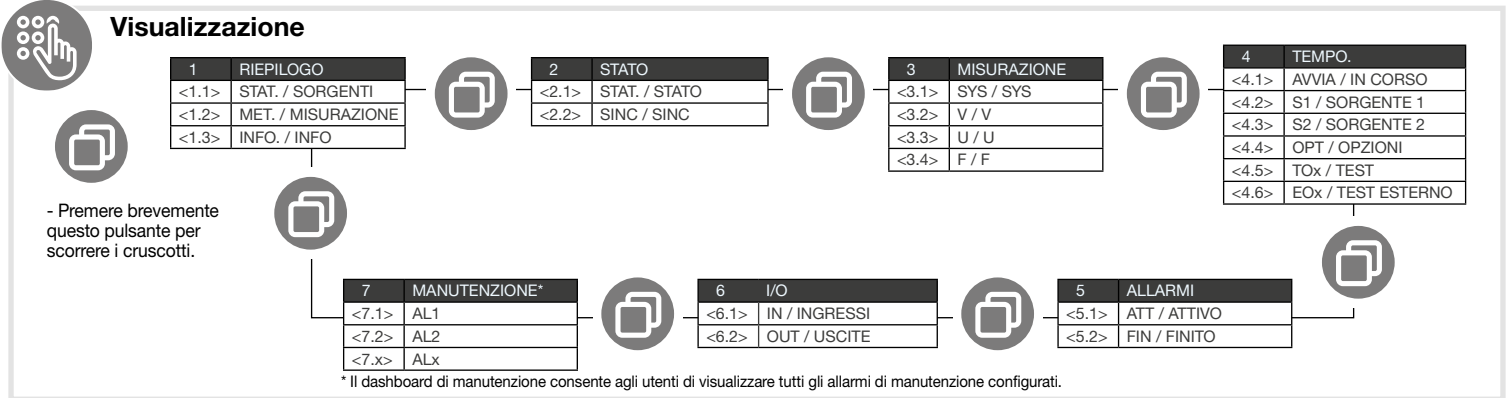 Visualizzazione
1 RIEPILOGO
<1.1> STAT. / SORGENTI
<1.2> MET. / MISURAZIONE
<1.3> INFO. / INFO
2 STATO
<2.1> STAT. / STATO
<2.2> SINC / SINC
3 MISURAZIONE
<3.1> SYS / SYS
<3.2> V / V
<3.3> U / U
<3.4> F / F
4 TEMPO.
<4.1> AVVIA / IN CORSO
<4.2> S1 / SORGENTE 1
<4.3> S2 / SORGENTE 2
<4.4> OPT / OPZIONI
<4.5> TOx / TEST
<4.6> EOx / TEST ESTERNO
- Premere brevemente
questo pulsante per
scorrere i cruscotti.
7 MANUTENZIONE*
<7.1> AL1
<7.2> AL2
<7.x> ALx
6 I/O
<6.1> IN / INGRESSI
<6.2> OUT / USCITE
5 ALLARMI
<5.1> ATT / ATTIVO
<5.2> FIN / FINITO
* Il dashboard di manutenzione consente agli utenti di visualizzare tutti gli allarmi di manutenzione configurati.